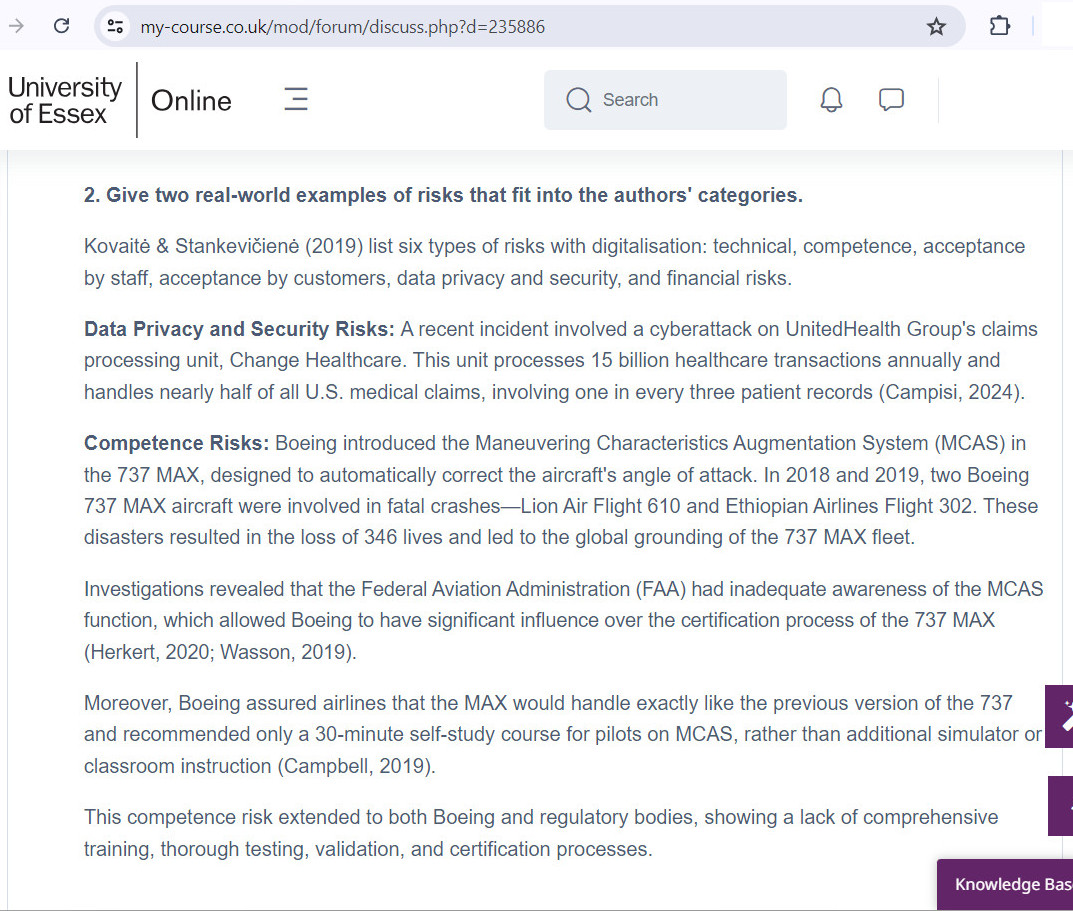 my-course.co.uk/mod/forum/discuss.php?d=235886
University
of Essex
Online
Search
2. Give two real-world examples of risks that fit into the authors' categories.
Kovaitė & Stankevičienė (2019) list six types of risks with digitalisation: technical, competence, acceptance
by staff, acceptance by customers, data privacy and security, and financial risks.
Data Privacy and Security Risks: A recent incident involved a cyberattack on UnitedHealth Group's claims
processing unit, Change Healthcare. This unit processes 15 billion healthcare transactions annually and
handles nearly half of all U.S. medical claims, involving one in every three patient records (Campisi, 2024).
Competence Risks: Boeing introduced the Maneuvering Characteristics Augmentation System (MCAS) in
the 737 MAX, designed to automatically correct the aircraft's angle of attack. In 2018 and 2019, two Boeing
737 MAX aircraft were involved in fatal crashes—Lion Air Flight 610 and Ethiopian Airlines Flight 302. These
disasters resulted in the loss of 346 lives and led to the global grounding of the 737 MAX fleet.
Investigations revealed that the Federal Aviation Administration (FAA) had inadequate awareness of the MCAS
function, which allowed Boeing to have significant influence over the certification process of the 737 MAX
(Herkert, 2020; Wasson, 2019).
Moreover, Boeing assured airlines that the MAX would handle exactly like the previous version of the 737
and recommended only a 30-minute self-study course for pilots on MCAS, rather than additional simulator or
classroom instruction (Campbell, 2019).
This competence risk extended to both Boeing and regulatory bodies, showing a lack of comprehensive
training, thorough testing, validation, and certification processes.
Knowledge Bas